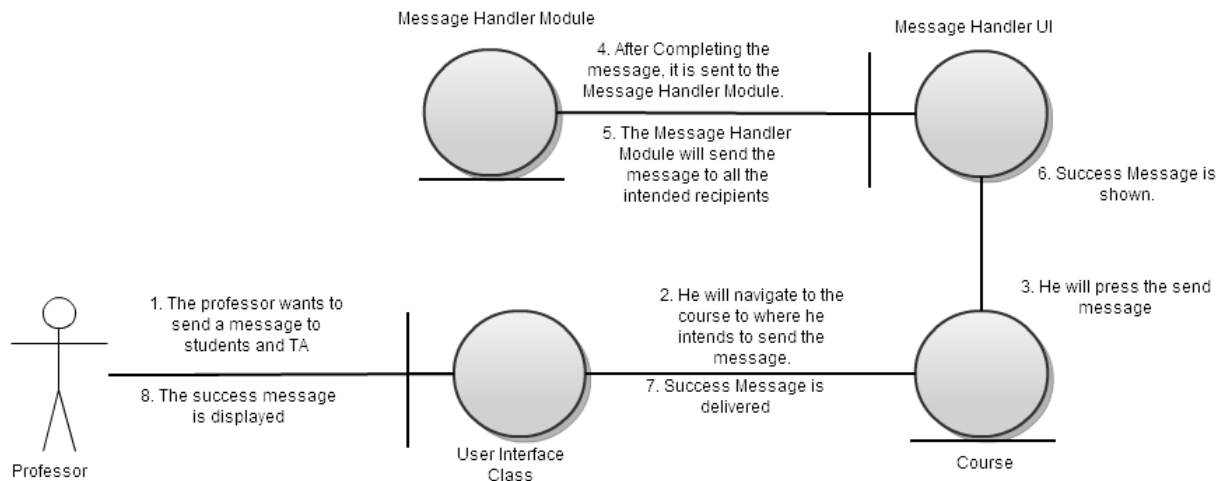 Message Handler Module
Message Handler UI
4. After Completing the
message, it is sent to the
Message Handler Module.
5. The Message Handler
Module will send the
message to all the
intended recipients
6. Success Message is
shown.
3. He will press the send
message
1. The professor wants to
send a message to
students and TA
2. He will navigate to the
course to where he
intends to send the
message.
8. The success message
is displayed
7. Success Message is
delivered
Professor
User Interface
Class
Course